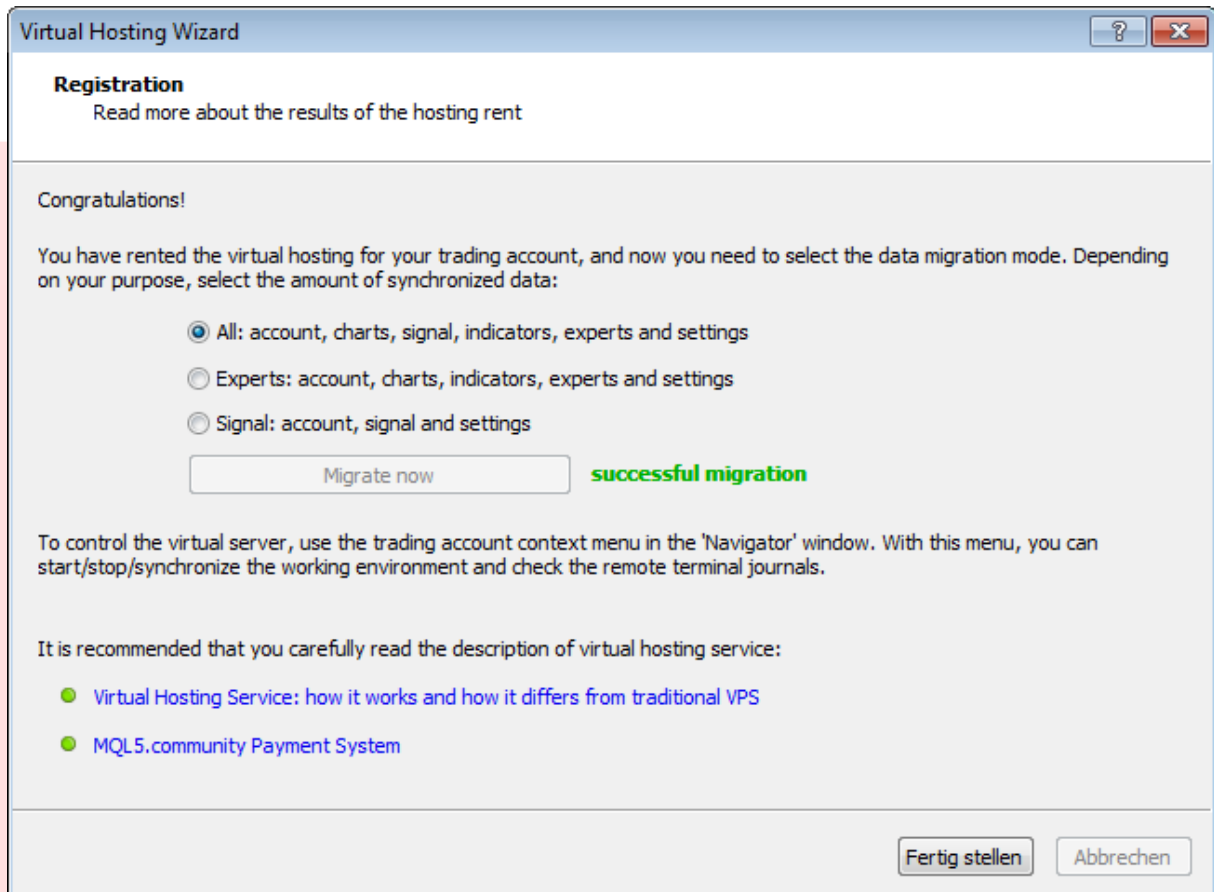 Virtual Hosting Wizard
Registration
Read more about the results of the hosting rent
Congratulations!
You have rented the virtual hosting for your trading account, and now you need to select the data migration mode. Depending
on your purpose, select the amount of synchronized data:
All: account, charts, signal, indicators, experts and settings
Experts: account, charts, indicators, experts and settings
Signal: account, signal and settings
Migrate now successful migration
To control the virtual server, use the trading account context menu in the 'Navigator' window. With this menu, you can
start/stop/synchronize the working environment and check the remote terminal journals.
It is recommended that you carefully read the description of virtual hosting service:
Virtual Hosting Service: how it works and how it differs from traditional VPS
MQL5.community Payment System
Fertig stellen Abbrechen